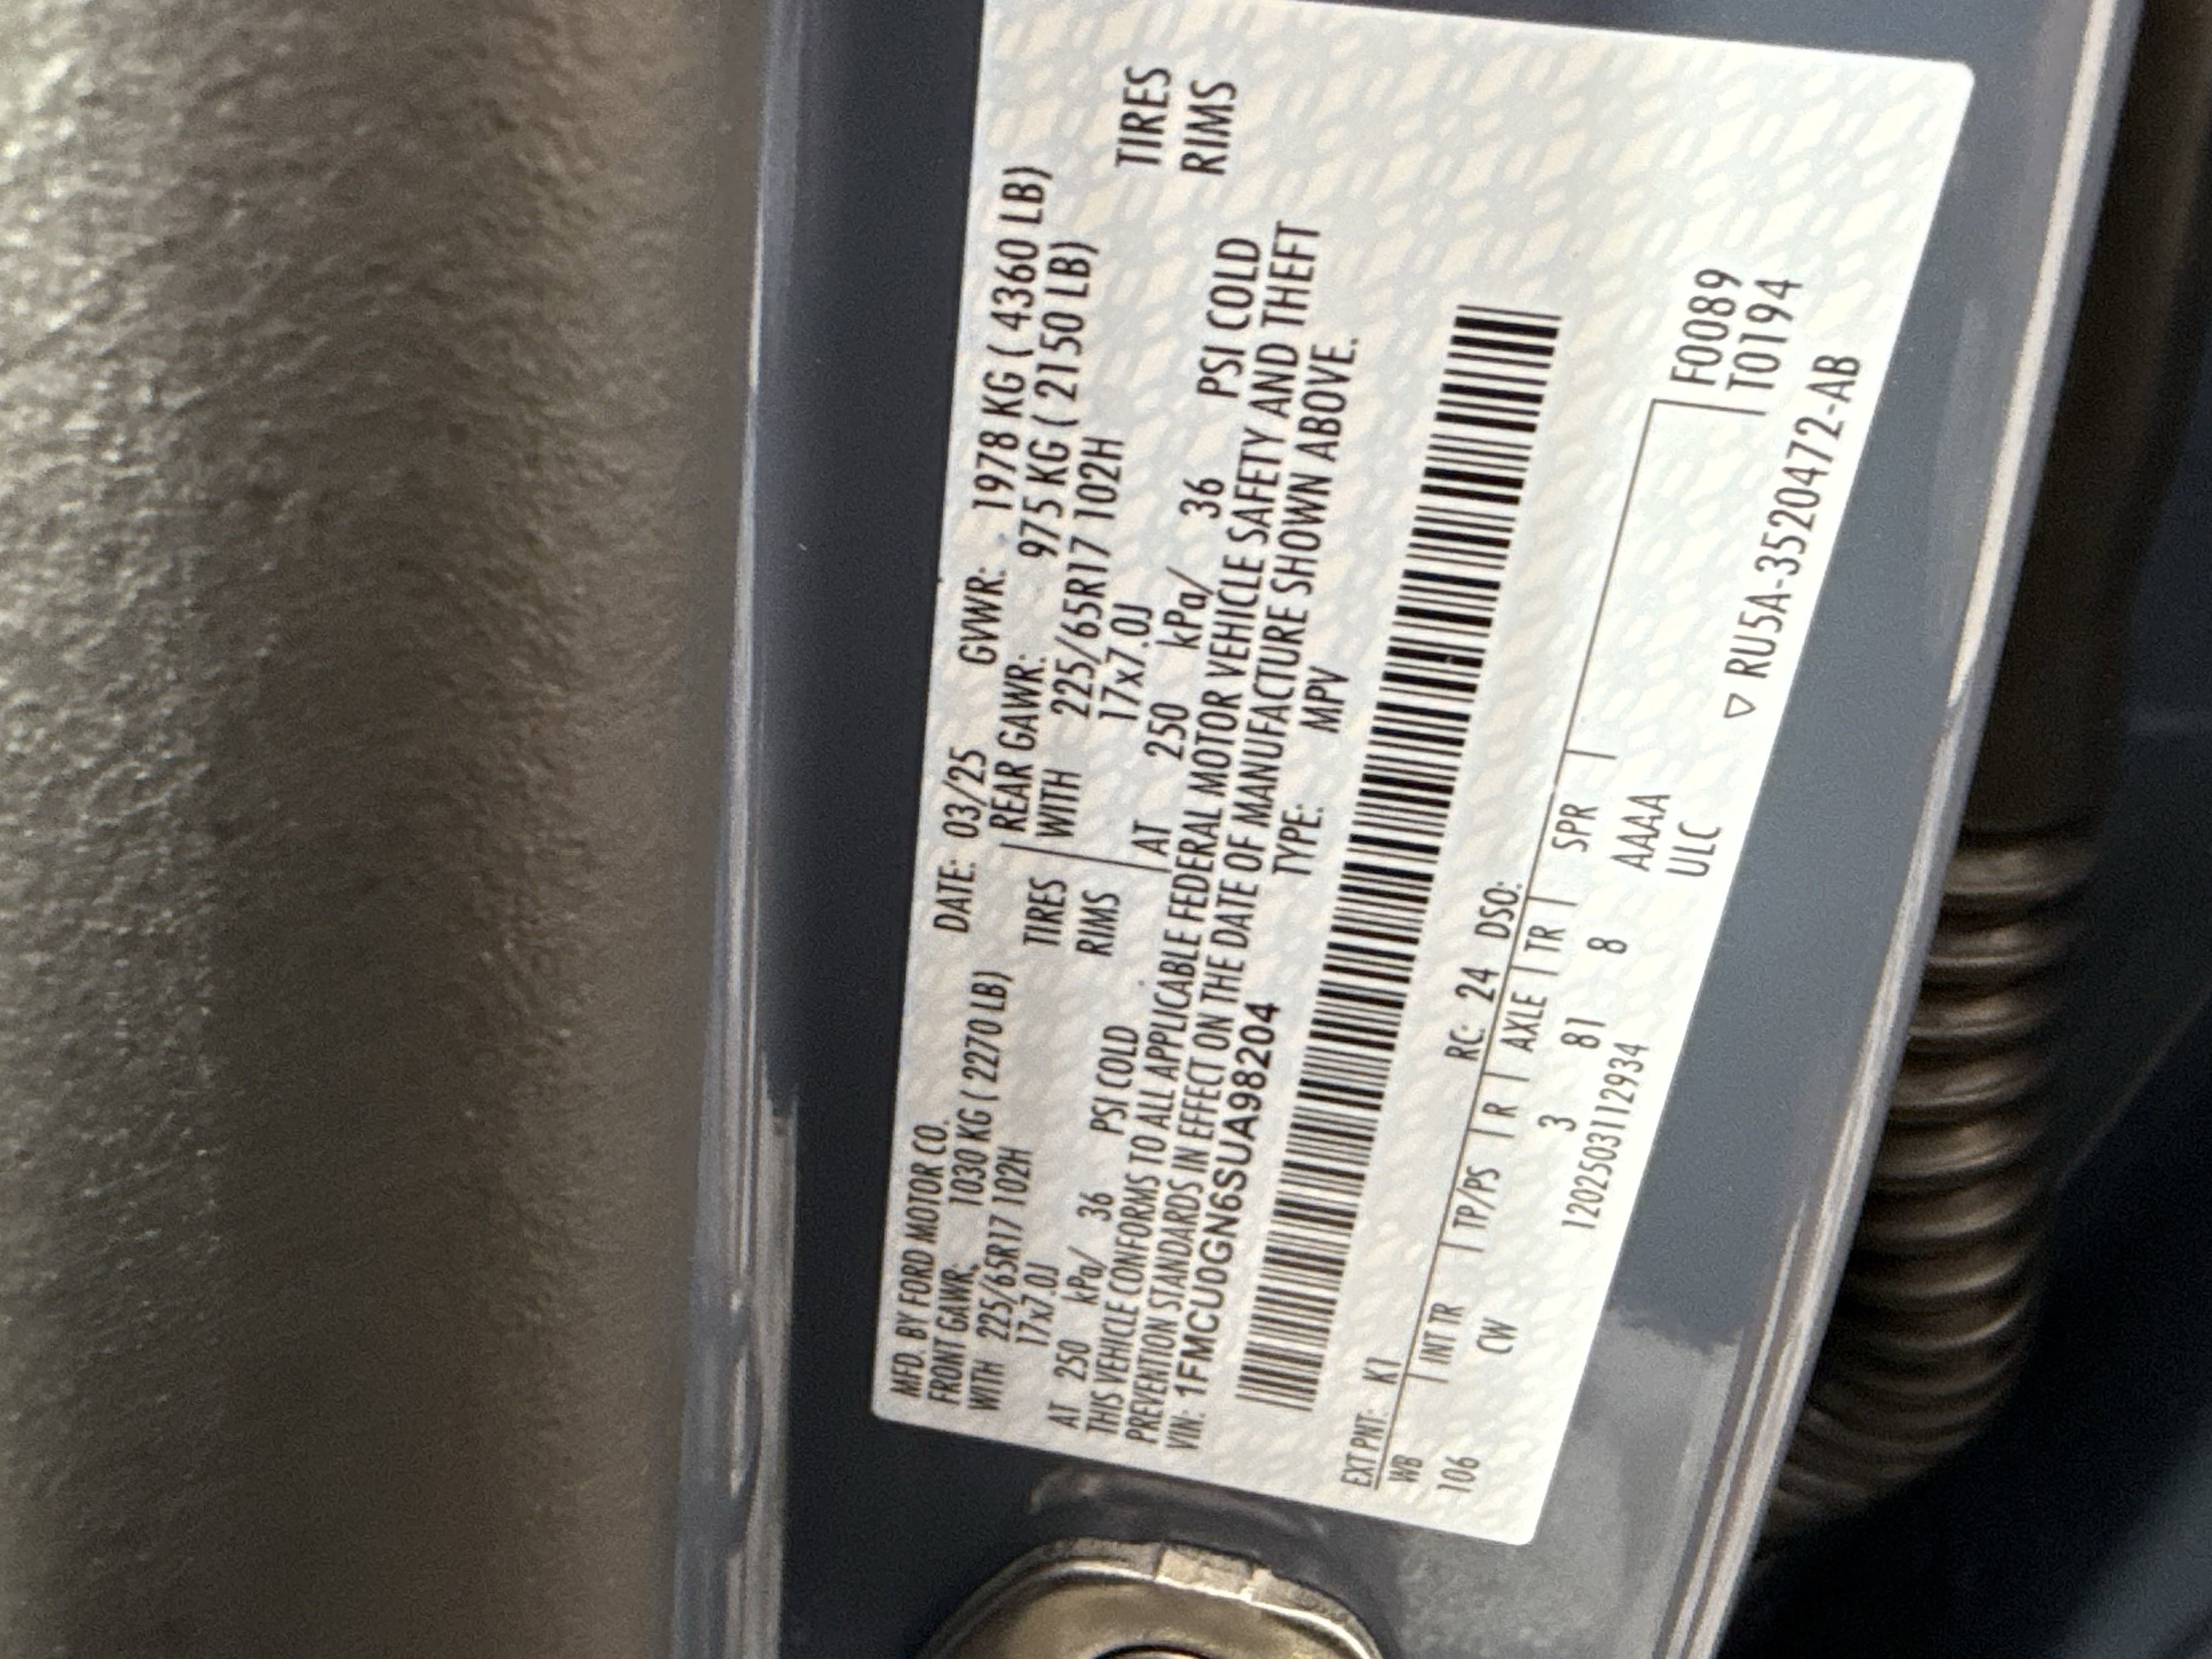 MFD. BY FORD MOTOR CO. DATE: 03/25 GVWR: 1978 KG ( 4360 LB)
FRONT GAWR: 1030 KG ( 2270 LB) REAR GAWR: 975 KG ( 2150 LB)
WITH 225/65R17 102H TIRES WITH 225/65R17 102H TIRES
17x7.0J RIMS 17x7.0J RIMS
AT 250 kPa/ 36 PSI COLD AT 250 kPa/ 36 PSI COLD
THIS VEHICLE CONFORMS TO ALL APPLICABLE FEDERAL MOTOR VEHICLE SAFETY AND THEFT
PREVENTION STANDARDS IN EFFECT ON THE DATE OF MANUFACTURE SHOWN ABOVE.
VIN: 1FMCU0GN6SUA98204 TYPE: MPV
EXT PNT: K1 RC: 24 DSO:
WB INT TR TP/PS R AXLE TR SPR F0089
106 CW 3 81 8 AAAA T0194
1202503112934 ULC
▽ RU5A-3520472-AB